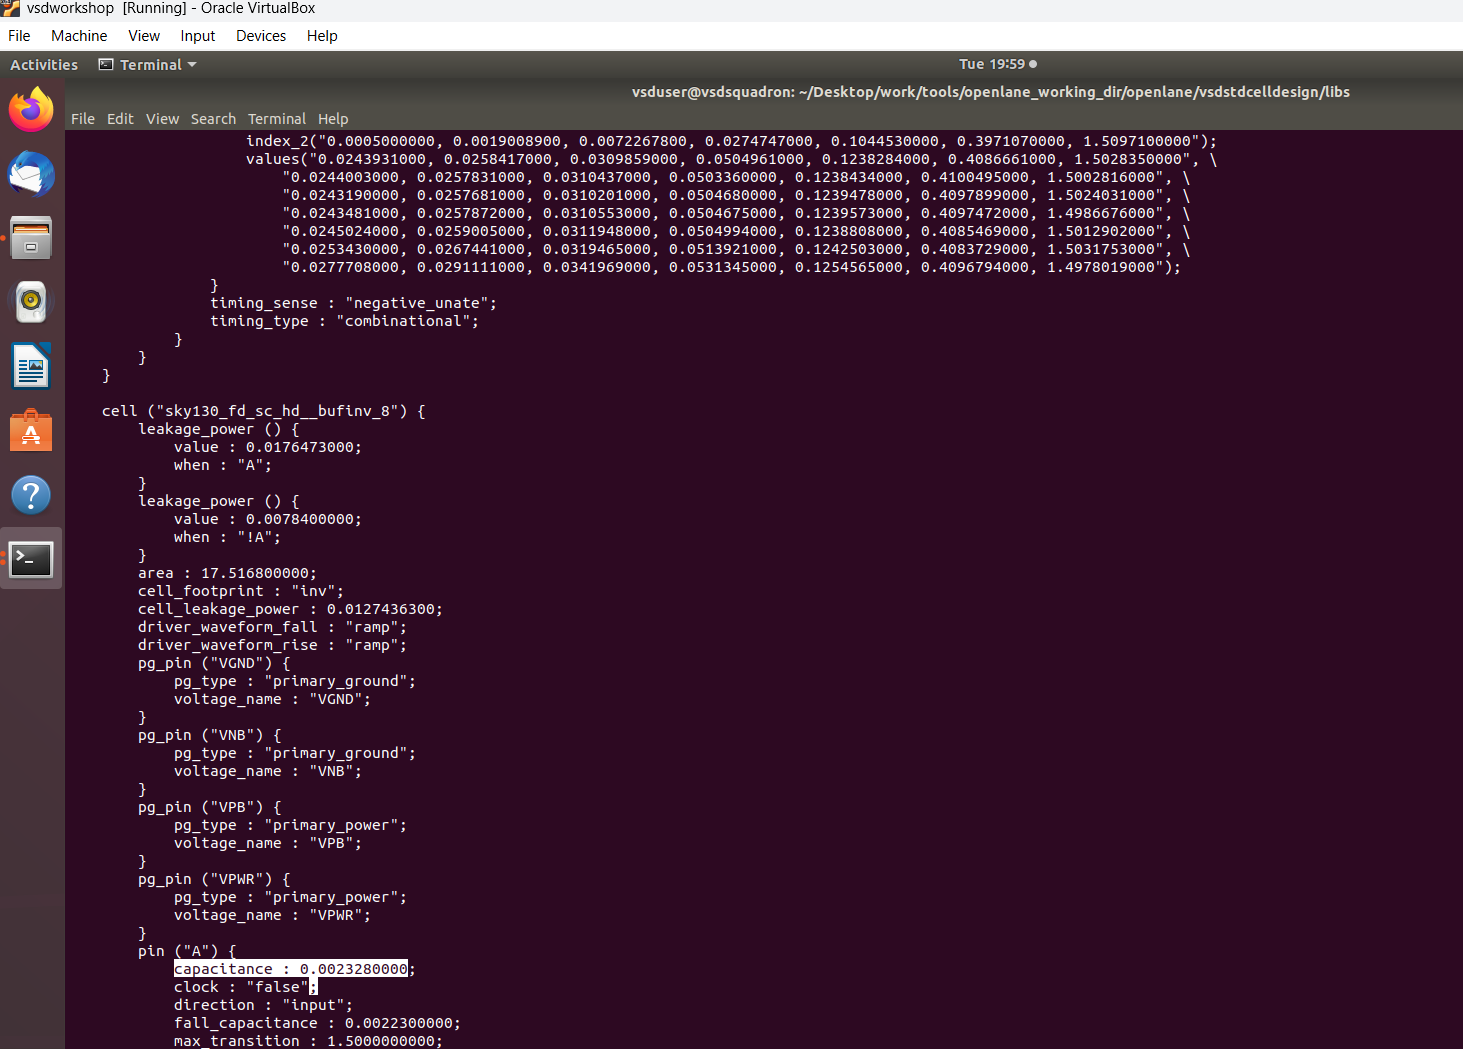 vsdworkshop [Running] - Oracle VirtualBox
File Machine View Input Devices Help
Activities Terminal Tue 19:59
vsduser@vsdsquadron: ~/Desktop/work/tools/openlane_working_dir/openlane/vsdstdcelldesign/libs
File Edit View Search Terminal Help
index_2("0.0005000000, 0.0019008900, 0.0072267800, 0.0274747000, 0.1044530000, 0.3971070000, 1.5097100000");
values("0.0243931000, 0.0258417000, 0.0309859000, 0.0504961000, 0.1238284000, 0.4086661000, 1.5028350000", \
"0.0244003000, 0.0257831000, 0.0310437000, 0.0503360000, 0.1238434000, 0.4100495000, 1.5002816000", \
"0.0243190000, 0.0257681000, 0.0310201000, 0.0504680000, 0.1239478000, 0.4097899000, 1.5024031000", \
"0.0243481000, 0.0257872000, 0.0310553000, 0.0504675000, 0.1239573000, 0.4097472000, 1.4986676000", \
"0.0245024000, 0.0259005000, 0.0311948000, 0.0504994000, 0.1238808000, 0.4085469000, 1.5012902000", \
"0.0253430000, 0.0267441000, 0.0319465000, 0.0513921000, 0.1242503000, 0.4083729000, 1.5031753000", \
"0.0277708000, 0.0291111000, 0.0341969000, 0.0531345000, 0.1254565000, 0.4096794000, 1.4978019000");
}
timing_sense : "negative_unate";
timing_type : "combinational";
}
}
}
cell ("sky130_fd_sc_hd__bufinv_8") {
leakage_power () {
value : 0.0176473000;
when : "A";
}
leakage_power () {
value : 0.0078400000;
when : "!A";
}
area : 17.516800000;
cell_footprint : "inv";
cell_leakage_power : 0.0127436300;
driver_waveform_fall : "ramp";
driver_waveform_rise : "ramp";
pg_pin ("VGND") {
pg_type : "primary_ground";
voltage_name : "VGND";
}
pg_pin ("VNB") {
pg_type : "primary_ground";
voltage_name : "VNB";
}
pg_pin ("VPB") {
pg_type : "primary_power";
voltage_name : "VPB";
}
pg_pin ("VPWR") {
pg_type : "primary_power";
voltage_name : "VPWR";
}
pin ("A") {
capacitance : 0.0023280000;
clock : "false";
direction : "input";
fall_capacitance : 0.0022300000;
max_transition : 1.5000000000;